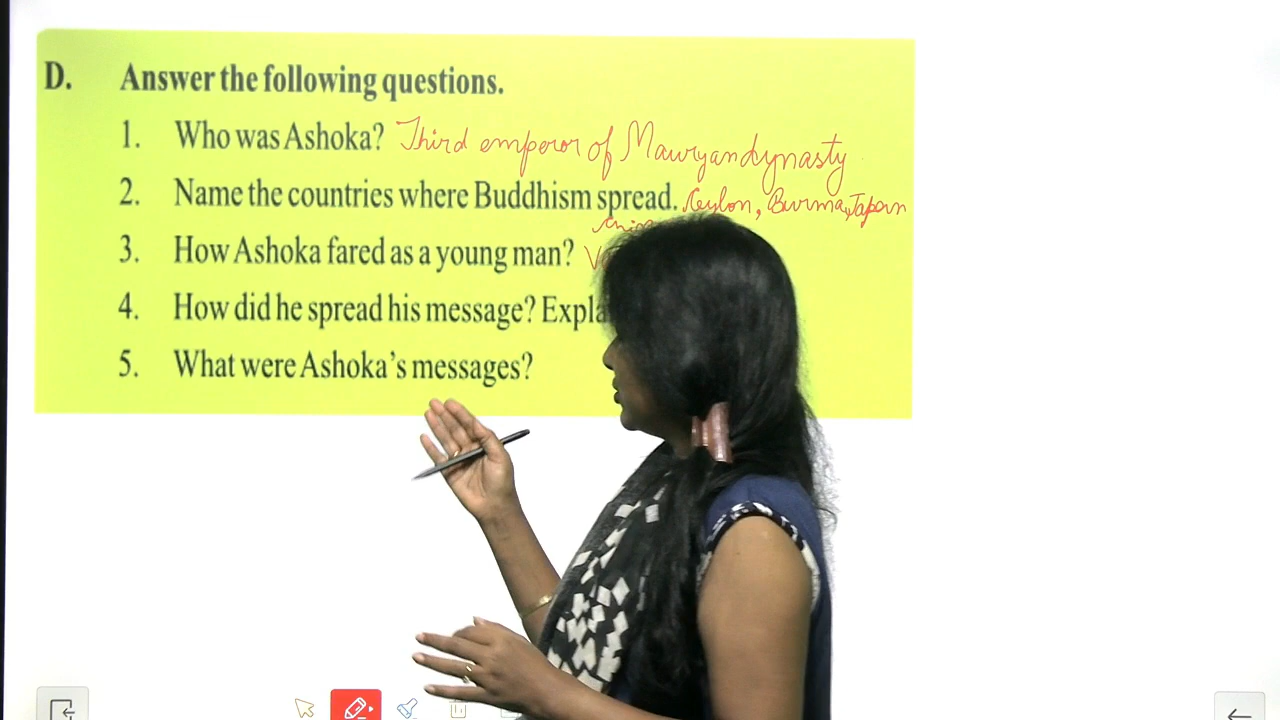 D. Answer the following questions.
1. Who was Ashoka? Third emperor of Mauryan dynasty
2. Name the countries where Buddhism spread. Ceylon, Burma, Japan
3. How Ashoka fared as a young man?
4. How did he spread his message? Expla
5. What were Ashoka's messages?